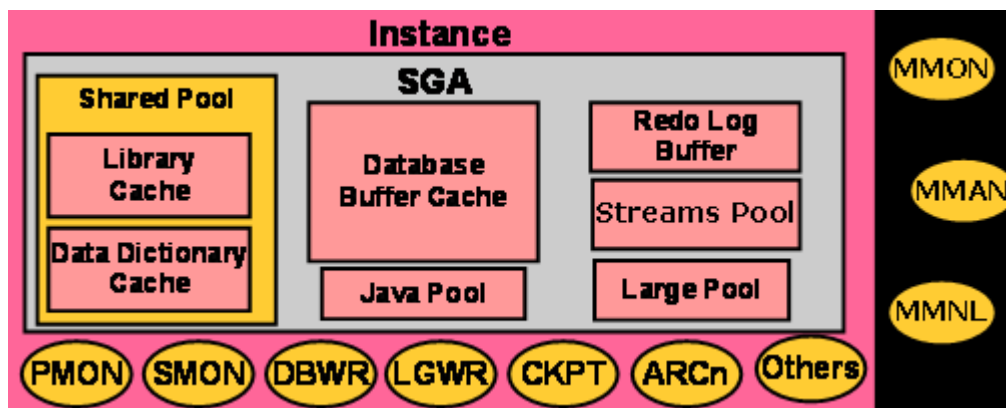 Instance
SGA
Shared Pool
Library
Cache
Data Dictionary
Cache
Database
Buffer Cache
Java Pool
Redo Log
Buffer
Streams Pool
Large Pool
PMON
SMON
DBWR
LGWR
CKPT
ARCn
Others
MMON
MMAN
MMNL